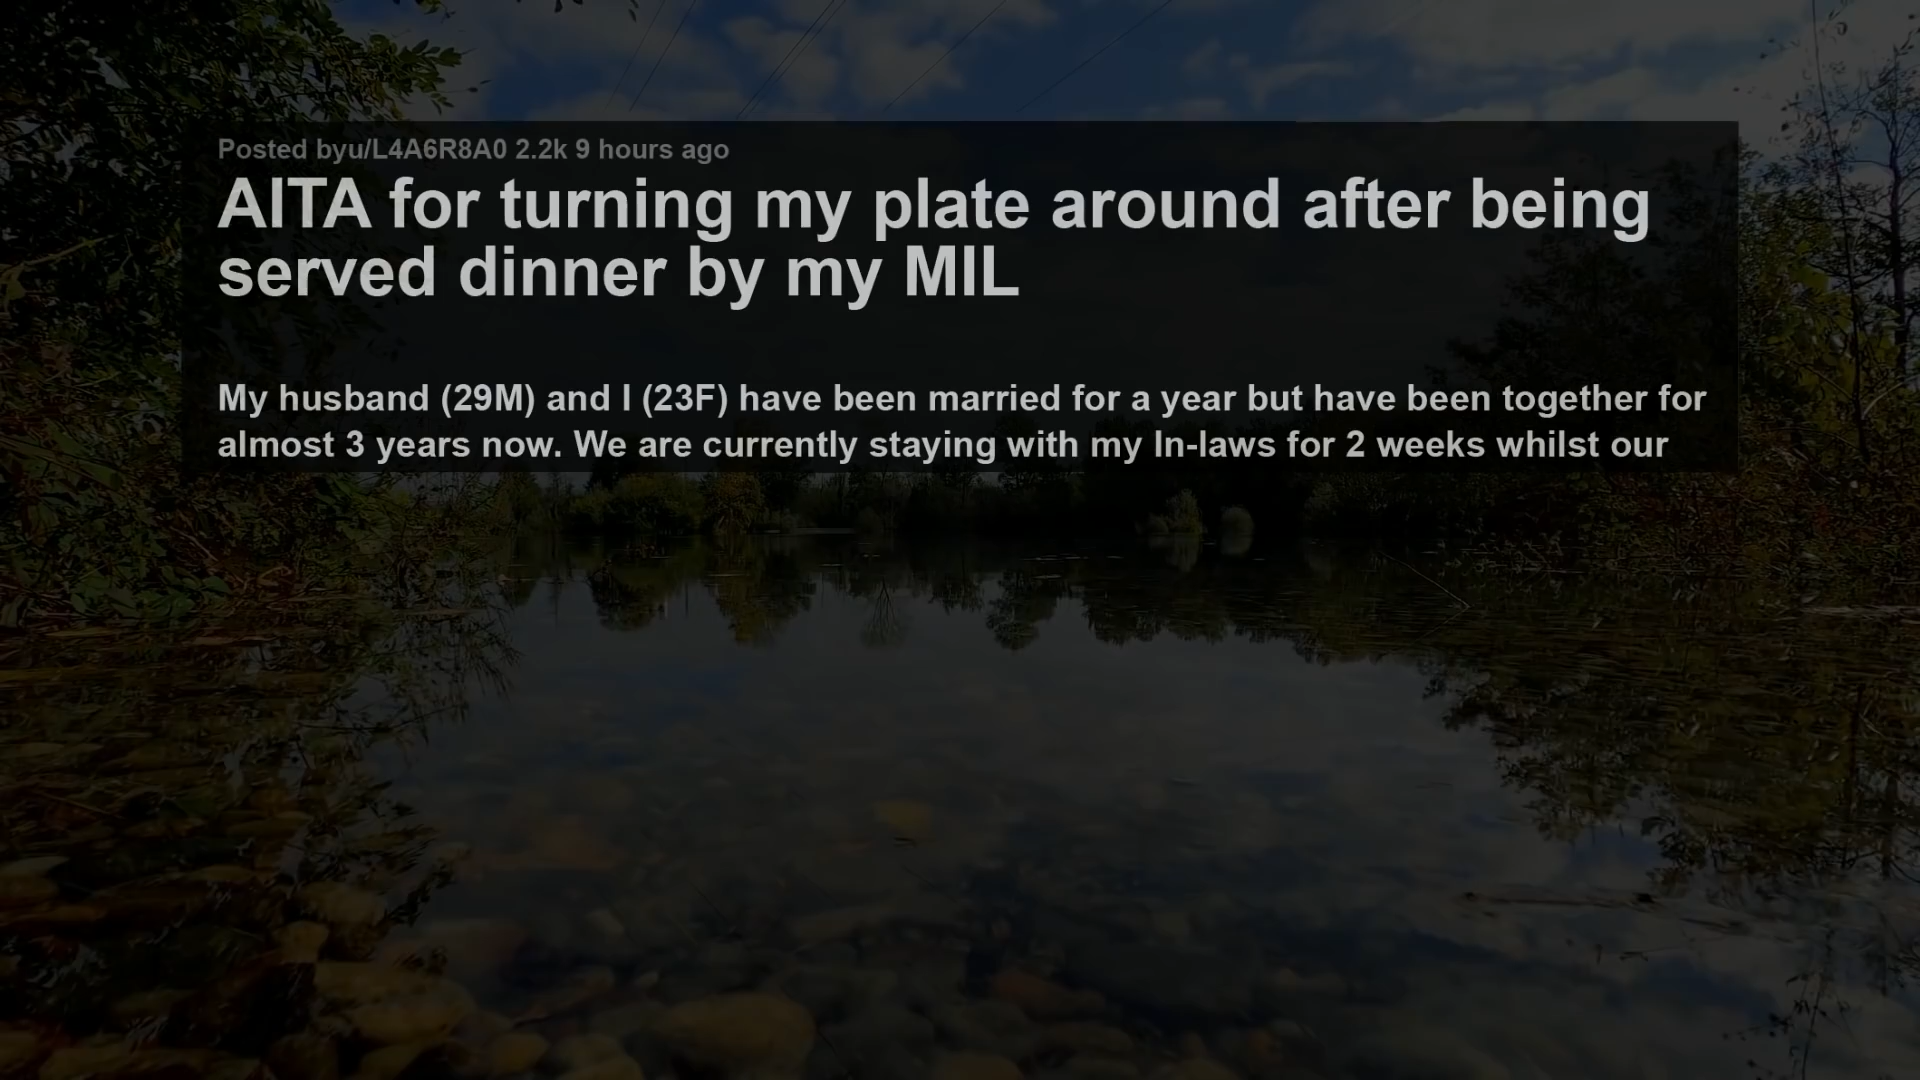 Posted byu/L4A6R8A0 2.2k 9 hours ago
AITA for turning my plate around after being
served dinner by my MIL
My husband (29M) and I (23F) have been married for a year but have been together for
almost 3 years now. We are currently staying with my In-laws for 2 weeks whilst our